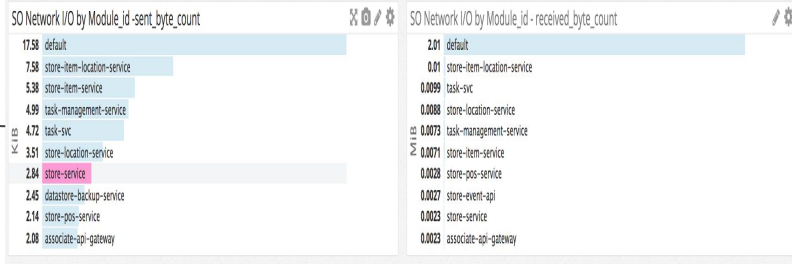 SO Network I/O by Module_id -sent_byte_count
KiB
17.58 default
7.58 store-item-location-service
5.38 store-item-service
4.99 task-management-service
4.72 task-svc
3.51 store-location-service
2.84 store-service
2.45 datastore-backup-service
2.14 store-pos-service
2.08 associate-api-gateway
SO Network I/O by Module_id - received_byte_count
MiB
2.01 default
0.01 store-item-location-service
0.0099 task-svc
0.0088 store-location-service
0.0073 task-management-service
0.0071 store-item-service
0.0028 store-pos-service
0.0027 store-event-api
0.0023 store-service
0.0023 associate-api-gateway